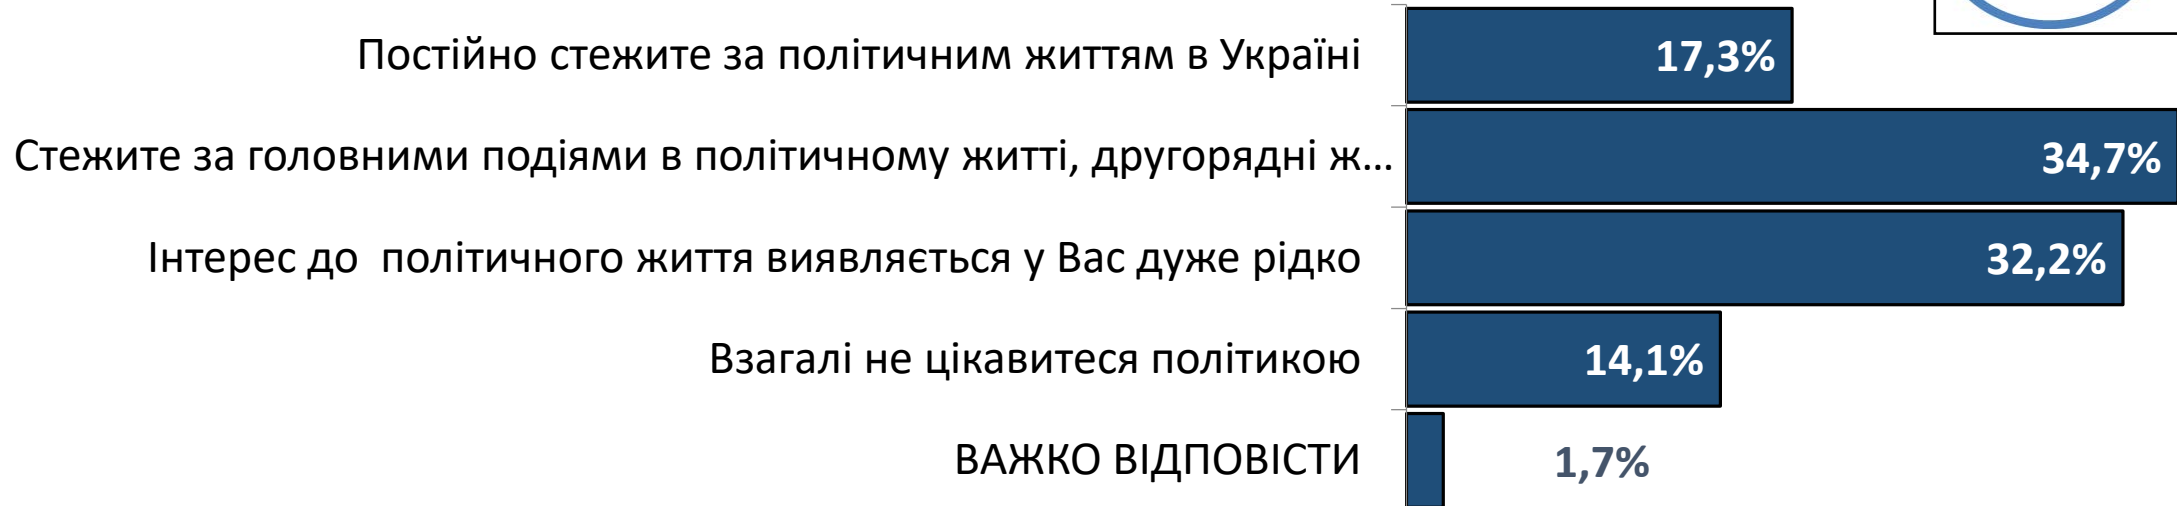 Постійно стежите за політичним життям в Україні 17,3%
Стежите за головними подіями в політичному житті, другорядні ж... 34,7%
Інтерес до  політичного життя виявляється у Вас дуже рідко 32,2%
Взагалі не цікавитеся політикою 14,1%
ВАЖКО ВІДПОВІСТИ 1,7%